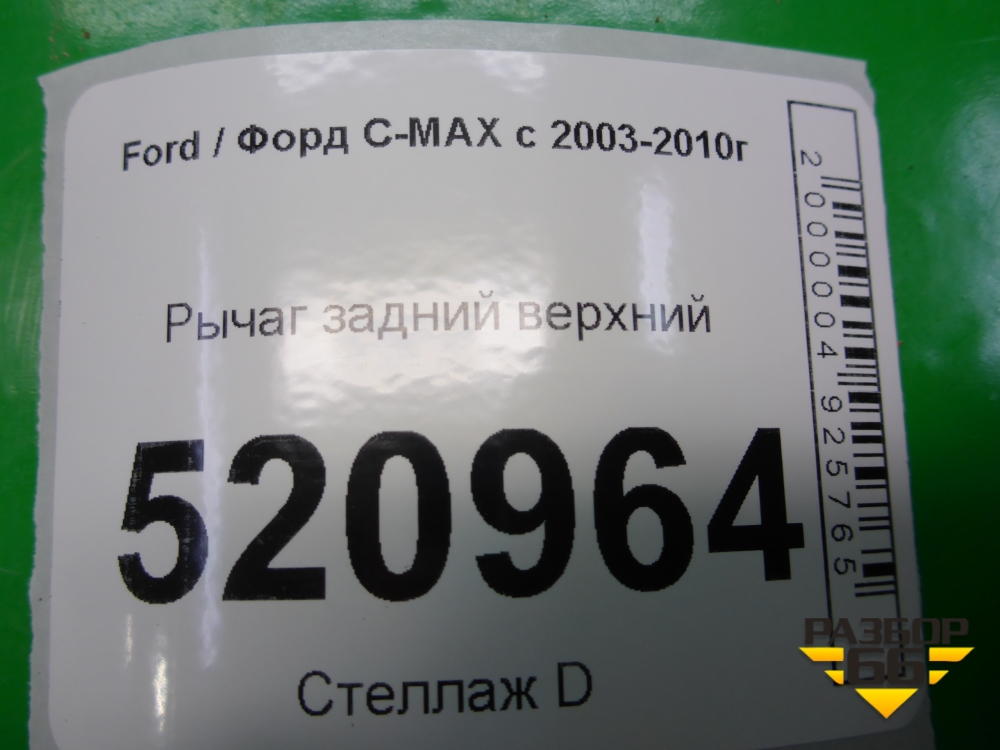 Ford / Форд C-MAX с 2003-2010г
Рычаг задний верхний
520964
Стеллаж D
2000004925765
РАЗБОР
66